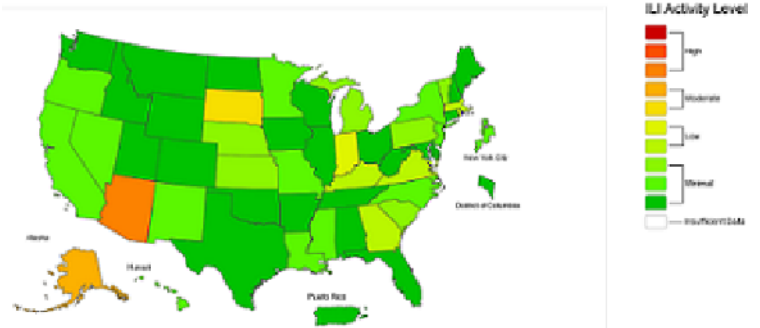 ILI Activity Level
High
Moderate
Low
Minimal
Insufficient Data
New York City
District of Columbia
Alaska
Hawaii
Puerto Rico